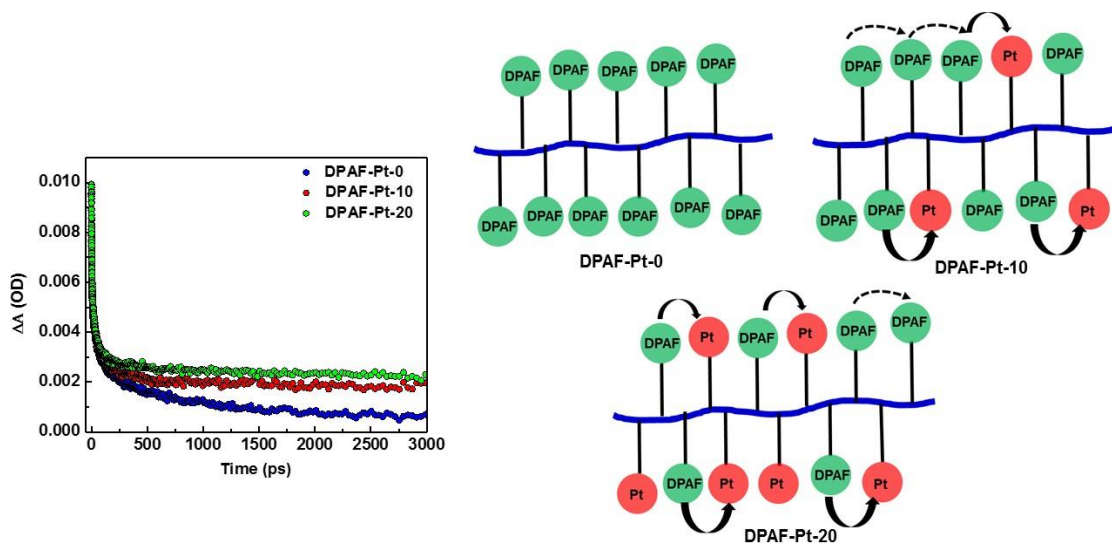 0.010
0.008
0.006
0.004
0.002
0.000
ΔA (OD)
DPAF-Pt-0
DPAF-Pt-10
DPAF-Pt-20
0 500 1000 1500 2000 2500 3000
Time (ps)
DPAF DPAF DPAF DPAF DPAF
DPAF DPAF DPAF DPAF DPAF DPAF
DPAF-Pt-0
DPAF DPAF DPAF Pt DPAF
DPAF DPAF Pt DPAF DPAF Pt
DPAF-Pt-10
DPAF Pt DPAF Pt DPAF DPAF
Pt DPAF Pt Pt DPAF Pt
DPAF-Pt-20